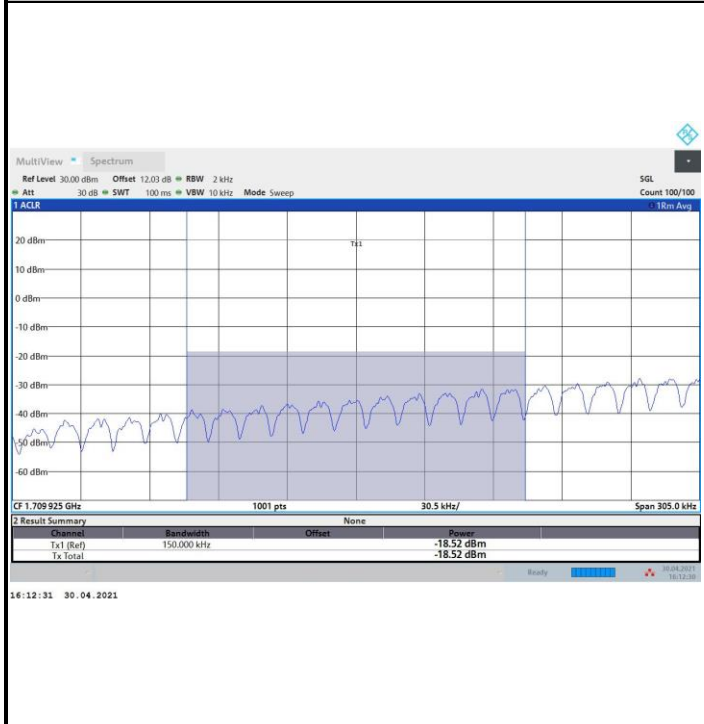 MultiView Spectrum
Ref Level 30.00 dBm Offset 12.03 dB RBW 2 kHz SGL
Att 30 dB SWT 100 ms VBW 10 kHz Mode Sweep Count 100/100
1 ACLR 1Rm Avg
Tx1
20 dBm
10 dBm
0 dBm
-10 dBm
-20 dBm
-30 dBm
-40 dBm
-50 dBm
-60 dBm
CF 1.709 925 GHz 1001 pts 30.5 kHz/ Span 305.0 kHz
2 Result Summary None
Channel Bandwidth Offset Power
Tx1 (Ref) 150.000 kHz -18.52 dBm
Tx Total -18.52 dBm
Ready 30.04.2021
16:12:30
16:12:31 30.04.2021